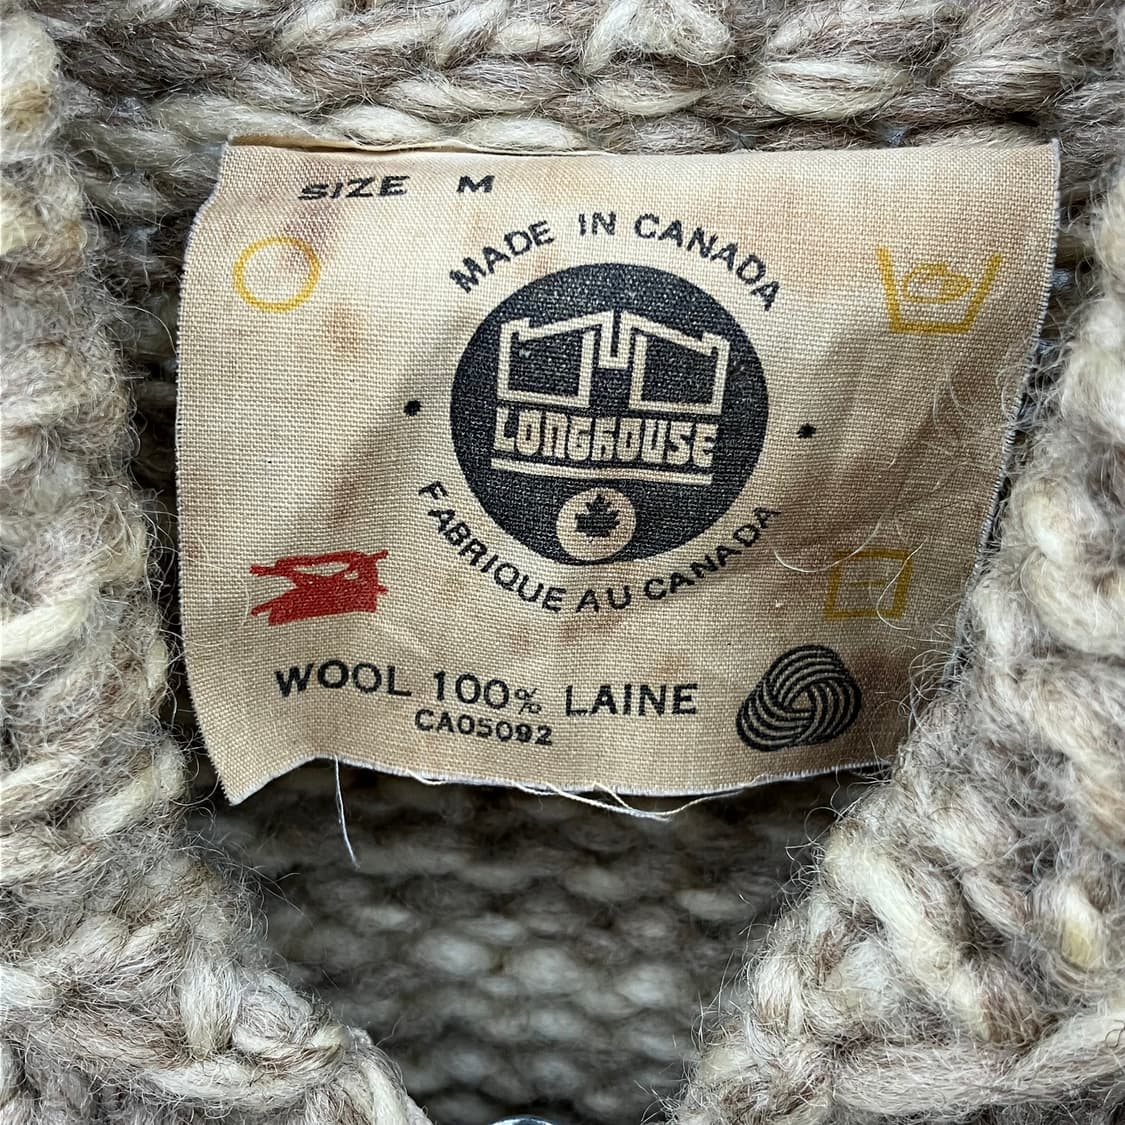 SIZE M
MADE IN CANADA
LONGHOUSE
FABRIQUE AU CANADA
WOOL 100% LAINE
CA05092